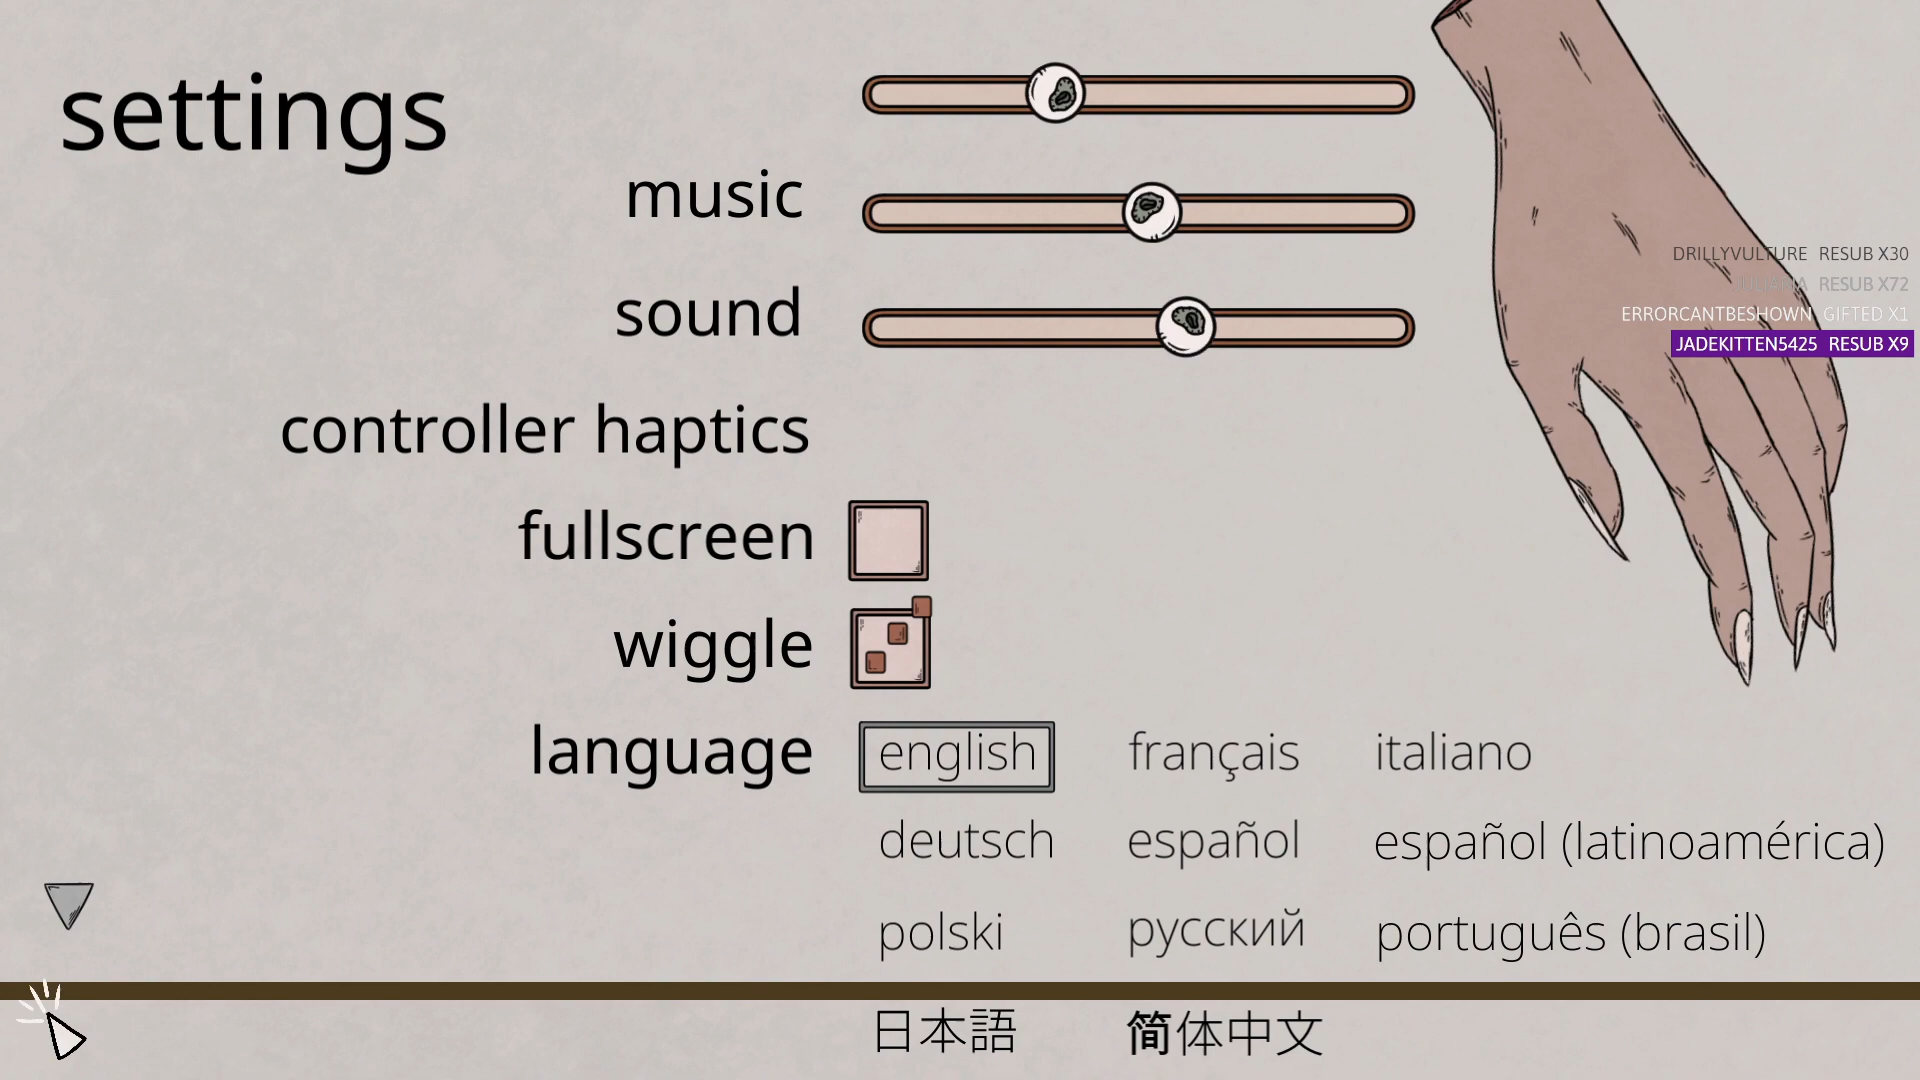 settings
music
sound
DRILLYVULTURE RESUB X30
RESUB X72
ERRORCANTBESHOWN GIFTED X1
JADEKITTEN5425 RESUB X9
controller haptics
fullscreen
wiggle
language
english français italiano
deutsch español español (latinoamérica)
polski русский português (brasil)
日本語 简体中文